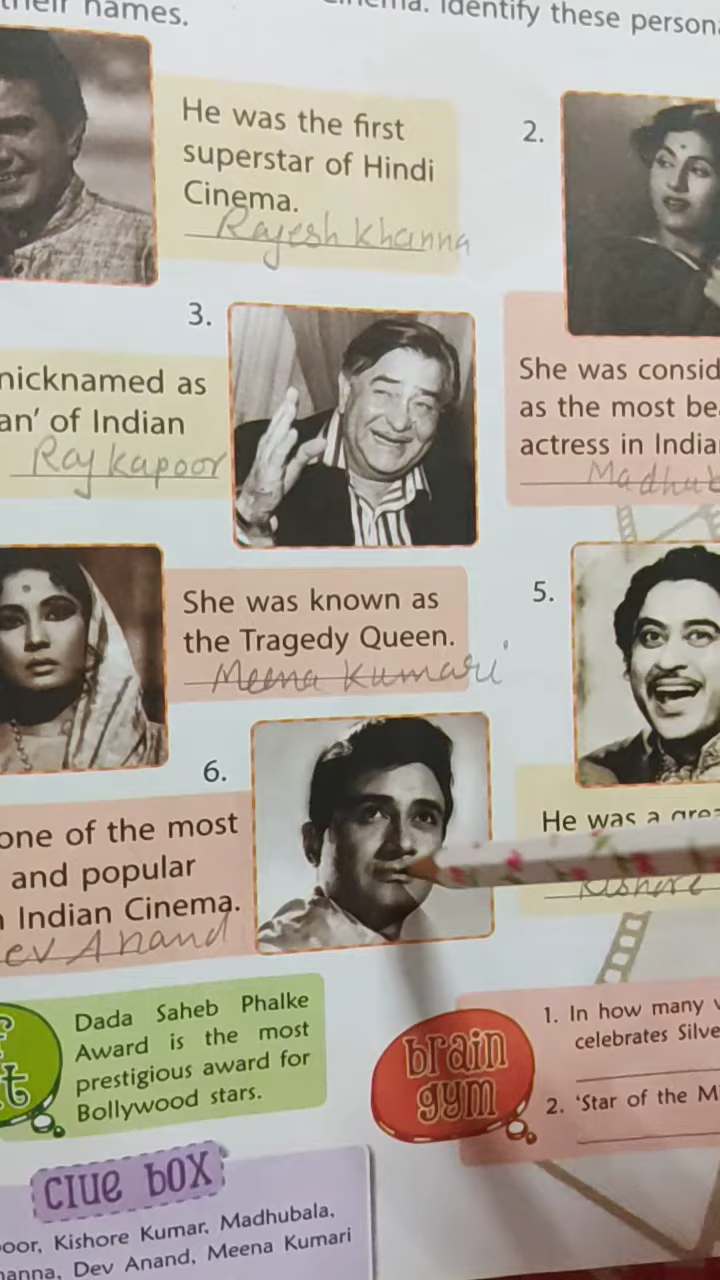 their names.
Identify these person
He was the first
superstar of Hindi
Cinema.
Rajesh Khanna
2.
She was consid
as the most be
actress in India
Madhub
3.
nicknamed as
an' of Indian
Raj Kapoor
She was known as
the Tragedy Queen.
Meena Kumari
5.
He was a grea
Kishore
6.
one of the most
and popular
Indian Cinema.
ev Anand
Dada Saheb Phalke
Award is the most
prestigious award for
Bollywood stars.
brain
gym
1. In how many
celebrates Silve
2. 'Star of the M
clue box
oor, Kishore Kumar, Madhubala,
hanna, Dev Anand, Meena Kumari